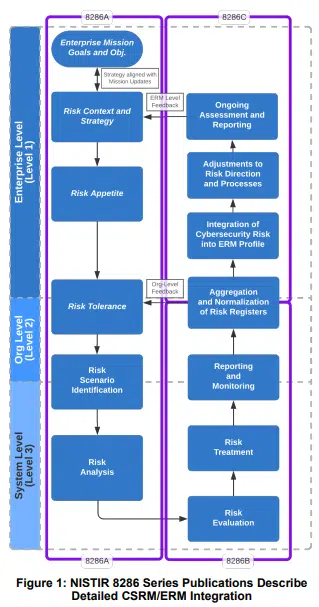 8286A
8286C
Enterprise Level
(Level 1)
Org Level
(Level 2)
System Level
(Level 3)
Enterprise Mission
Goals and Obj.
Strategy aligned with
Mission Updates
Risk Context and
Strategy
Risk Appetite
Risk Tolerance
Risk
Scenario
Identification
Risk
Analysis
ERM Level
Feedback
Org-Level
Feedback
Ongoing
Assessment and
Reporting
Adjustments to
Risk Direction
and Processes
Integration of
Cybersecurity Risk
into ERM Profile
Aggregation
and Normalization
of Risk Registers
Reporting
and
Monitoring
Risk
Treatment
Risk
Evaluation
8286A
8286B
Figure 1: NISTIR 8286 Series Publications Describe
Detailed CSRM/ERM Integration